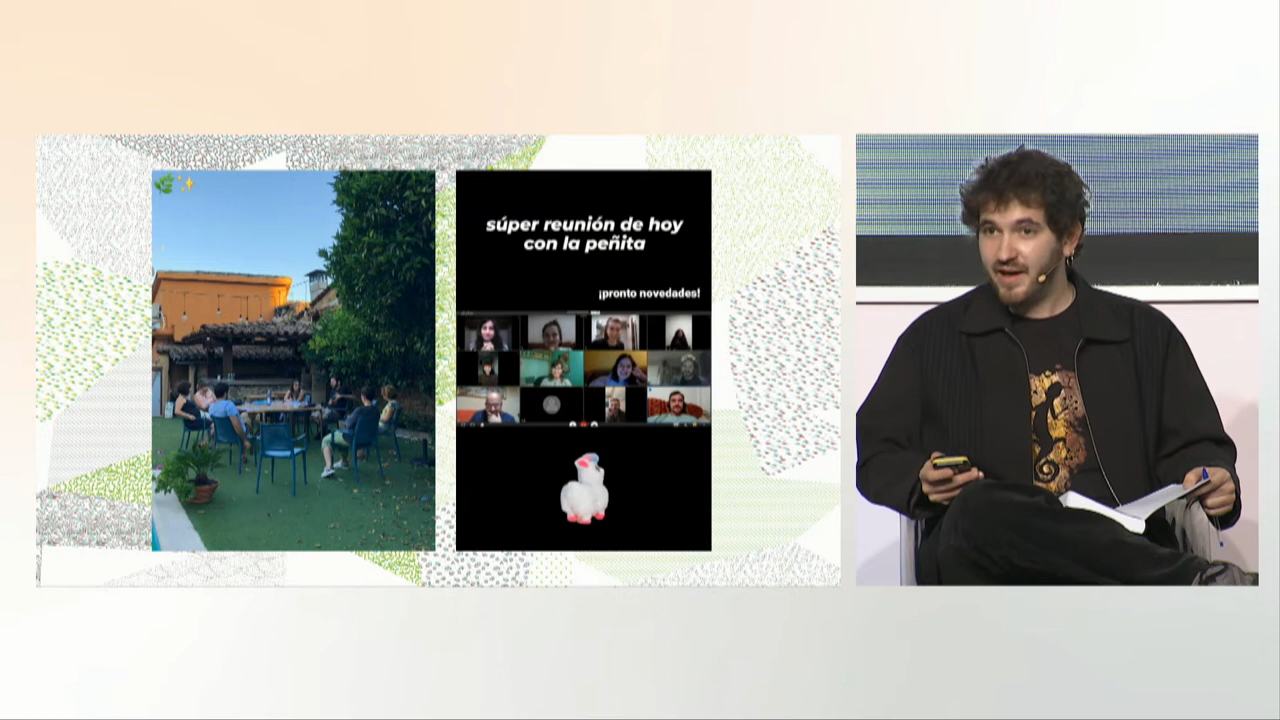 súper reunión de hoy
con la peñita
¡pronto novedades!